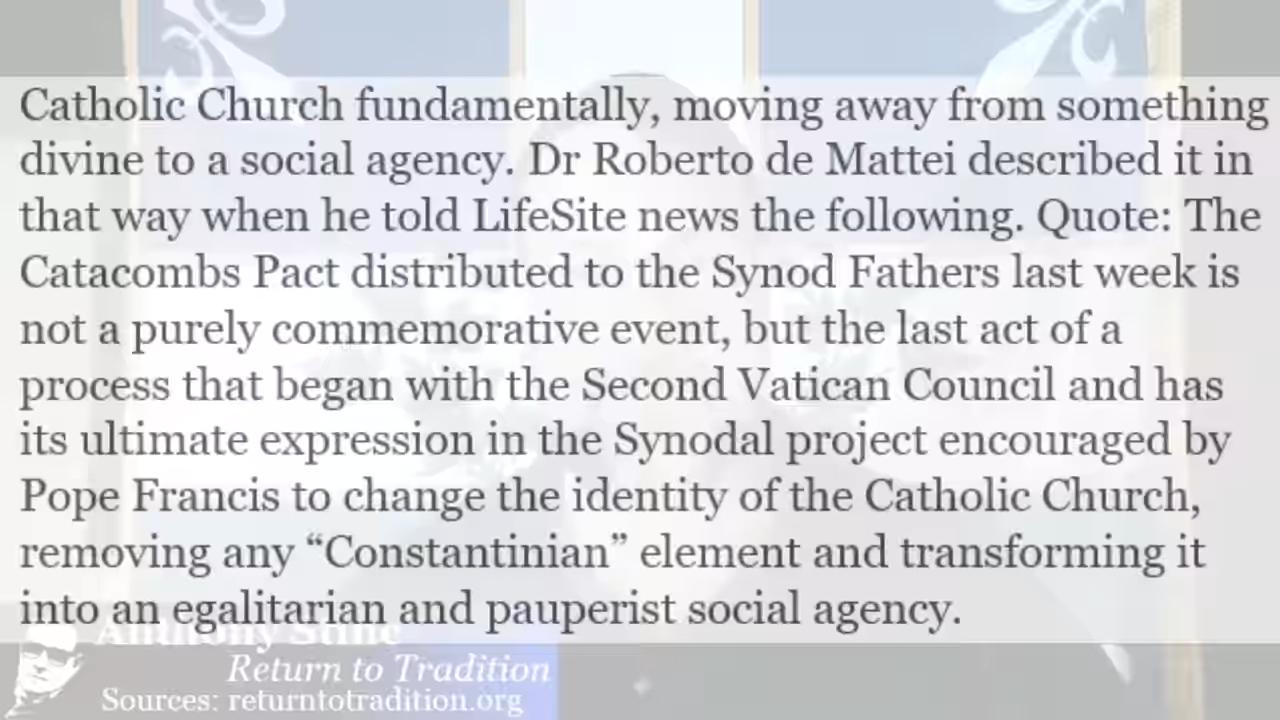 Catholic Church fundamentally, moving away from something
divine to a social agency. Dr Roberto de Mattei described it in
that way when he told LifeSite news the following. Quote: The
Catacombs Pact distributed to the Synod Fathers last week is
not a purely commemorative event, but the last act of a
process that began with the Second Vatican Council and has
its ultimate expression in the Synodal project encouraged by
Pope Francis to change the identity of the Catholic Church,
removing any “Constantinian” element and transforming it
into an egalitarian and pauperist social agency.
Anthony Stine
Return to Tradition
Sources: returntotradition.org